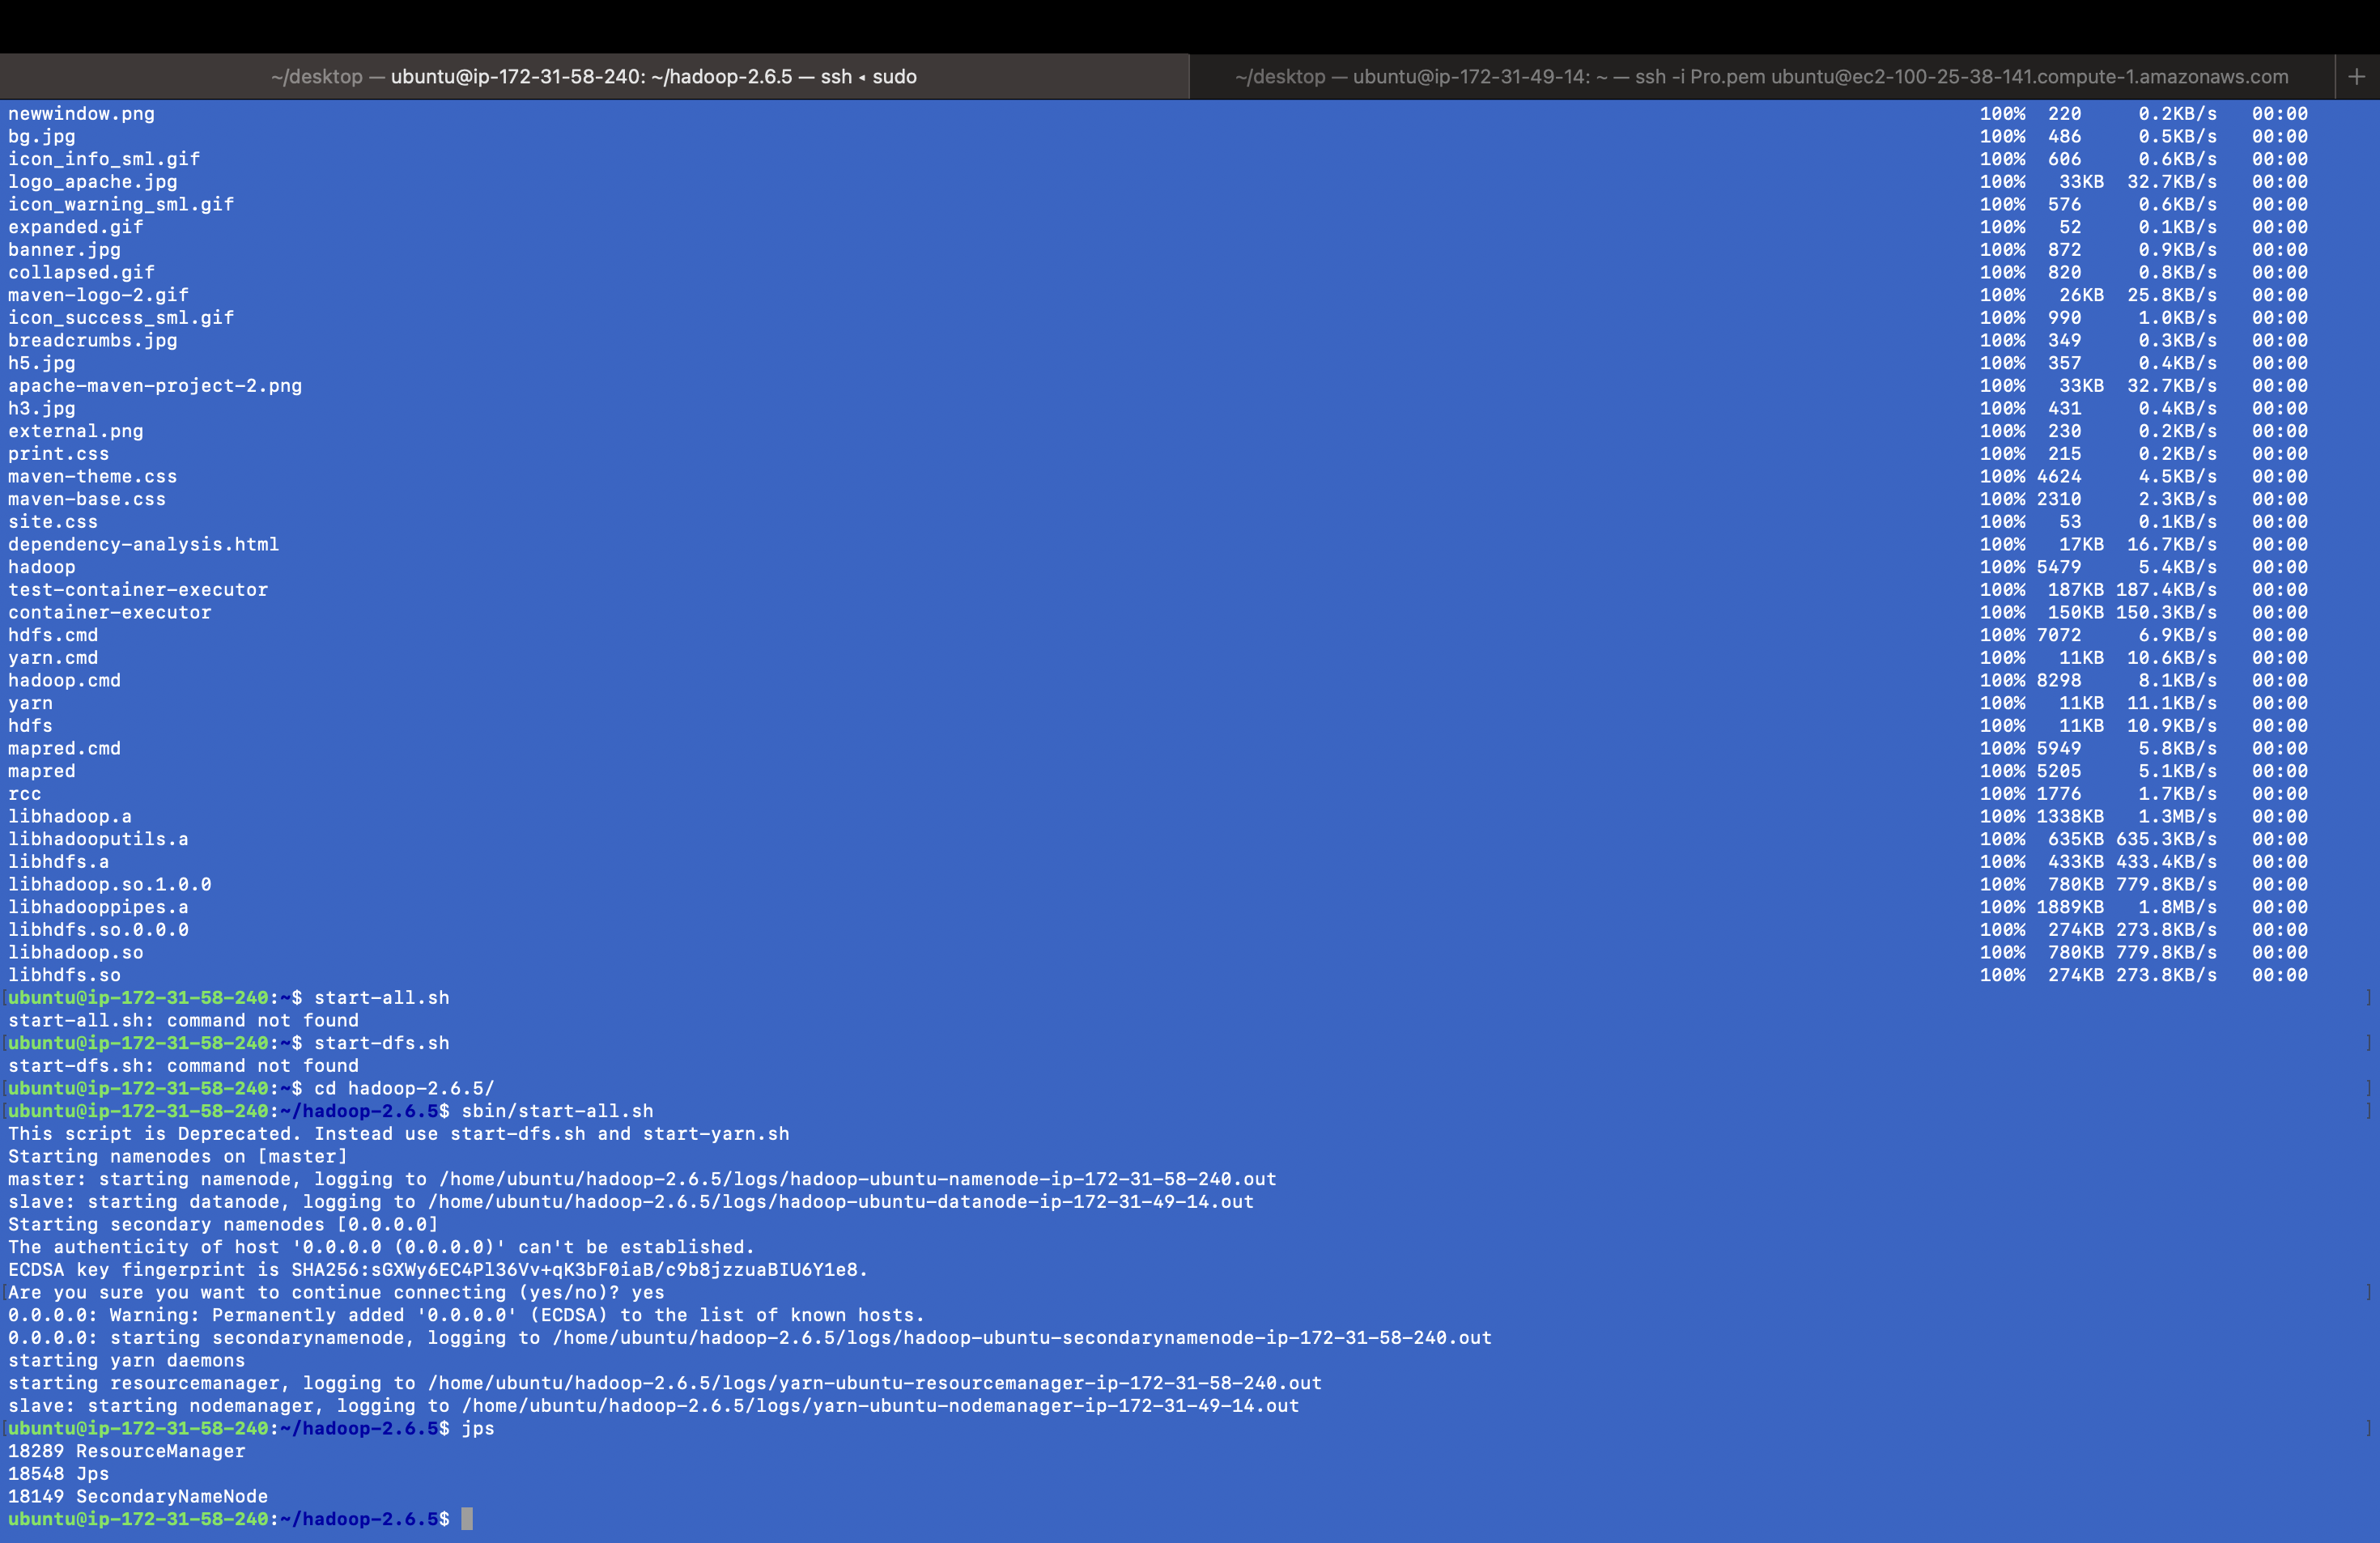 ~/desktop — ubuntu@ip-172-31-58-240: ~/hadoop-2.6.5 — ssh ◂ sudo
~/desktop — ubuntu@ip-172-31-49-14: ~ — ssh -i Pro.pem ubuntu@ec2-100-25-38-141.compute-1.amazonaws.com
+
newwindow.png 100% 220 0.2KB/s 00:00
bg.jpg 100% 486 0.5KB/s 00:00
icon_info_sml.gif 100% 606 0.6KB/s 00:00
logo_apache.jpg 100% 33KB 32.7KB/s 00:00
icon_warning_sml.gif 100% 576 0.6KB/s 00:00
expanded.gif 100% 52 0.1KB/s 00:00
banner.jpg 100% 872 0.9KB/s 00:00
collapsed.gif 100% 820 0.8KB/s 00:00
maven-logo-2.gif 100% 26KB 25.8KB/s 00:00
icon_success_sml.gif 100% 990 1.0KB/s 00:00
breadcrumbs.jpg 100% 349 0.3KB/s 00:00
h5.jpg 100% 357 0.4KB/s 00:00
apache-maven-project-2.png 100% 33KB 32.7KB/s 00:00
h3.jpg 100% 431 0.4KB/s 00:00
external.png 100% 230 0.2KB/s 00:00
print.css 100% 215 0.2KB/s 00:00
maven-theme.css 100% 4624 4.5KB/s 00:00
maven-base.css 100% 2310 2.3KB/s 00:00
site.css 100% 53 0.1KB/s 00:00
dependency-analysis.html 100% 17KB 16.7KB/s 00:00
hadoop 100% 5479 5.4KB/s 00:00
test-container-executor 100% 187KB 187.4KB/s 00:00
container-executor 100% 150KB 150.3KB/s 00:00
hdfs.cmd 100% 7072 6.9KB/s 00:00
yarn.cmd 100% 11KB 10.6KB/s 00:00
hadoop.cmd 100% 8298 8.1KB/s 00:00
yarn 100% 11KB 11.1KB/s 00:00
hdfs 100% 11KB 10.9KB/s 00:00
mapred.cmd 100% 5949 5.8KB/s 00:00
mapred 100% 5205 5.1KB/s 00:00
rcc 100% 1776 1.7KB/s 00:00
libhadoop.a 100% 1338KB 1.3MB/s 00:00
libhadooputils.a 100% 635KB 635.3KB/s 00:00
libhdfs.a 100% 433KB 433.4KB/s 00:00
libhadoop.so.1.0.0 100% 780KB 779.8KB/s 00:00
libhadooppipes.a 100% 1889KB 1.8MB/s 00:00
libhdfs.so.0.0.0 100% 274KB 273.8KB/s 00:00
libhadoop.so 100% 780KB 779.8KB/s 00:00
libhdfs.so 100% 274KB 273.8KB/s 00:00
[ubuntu@ip-172-31-58-240:~$ start-all.sh ]
start-all.sh: command not found
[ubuntu@ip-172-31-58-240:~$ start-dfs.sh ]
start-dfs.sh: command not found
[ubuntu@ip-172-31-58-240:~$ cd hadoop-2.6.5/ ]
[ubuntu@ip-172-31-58-240:~/hadoop-2.6.5$ sbin/start-all.sh ]
This script is Deprecated. Instead use start-dfs.sh and start-yarn.sh
Starting namenodes on [master]
master: starting namenode, logging to /home/ubuntu/hadoop-2.6.5/logs/hadoop-ubuntu-namenode-ip-172-31-58-240.out
slave: starting datanode, logging to /home/ubuntu/hadoop-2.6.5/logs/hadoop-ubuntu-datanode-ip-172-31-49-14.out
Starting secondary namenodes [0.0.0.0]
The authenticity of host '0.0.0.0 (0.0.0.0)' can't be established.
ECDSA key fingerprint is SHA256:sGXWy6EC4Pl36Vv+qK3bF0iaB/c9b8jzzuaBIU6Y1e8.
[Are you sure you want to continue connecting (yes/no)? yes ]
0.0.0.0: Warning: Permanently added '0.0.0.0' (ECDSA) to the list of known hosts.
0.0.0.0: starting secondarynamenode, logging to /home/ubuntu/hadoop-2.6.5/logs/hadoop-ubuntu-secondarynamenode-ip-172-31-58-240.out
starting yarn daemons
starting resourcemanager, logging to /home/ubuntu/hadoop-2.6.5/logs/yarn-ubuntu-resourcemanager-ip-172-31-58-240.out
slave: starting nodemanager, logging to /home/ubuntu/hadoop-2.6.5/logs/yarn-ubuntu-nodemanager-ip-172-31-49-14.out
[ubuntu@ip-172-31-58-240:~/hadoop-2.6.5$ jps ]
18289 ResourceManager
18548 Jps
18149 SecondaryNameNode
ubuntu@ip-172-31-58-240:~/hadoop-2.6.5$